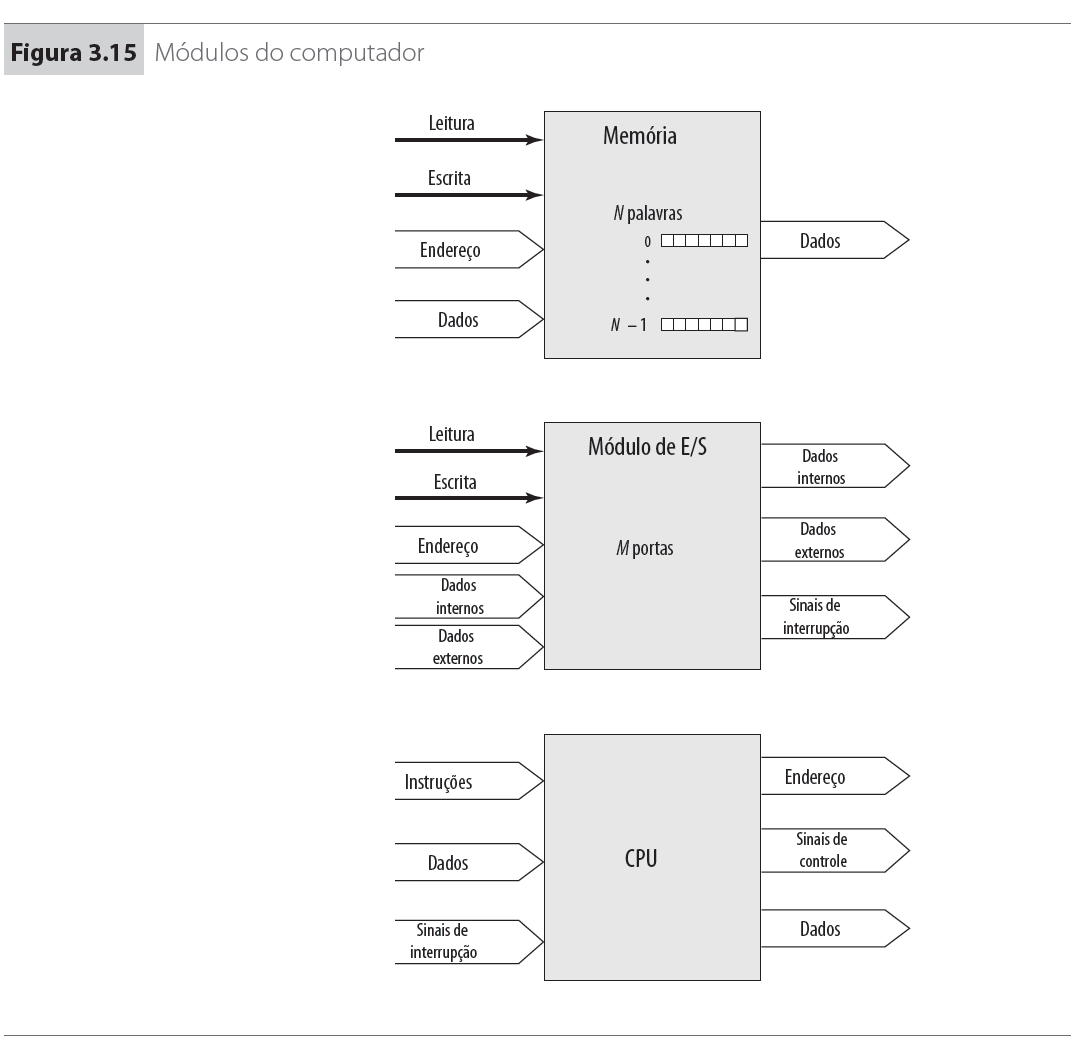 Figura 3.15 Módulos do computador
Leitura
Escrita
Endereço
Dados
Memória
N palavras
0
N – 1
Dados
Leitura
Escrita
Endereço
Dados
internos
Dados
externos
Módulo de E/S
M portas
Dados
internos
Dados
externos
Sinais de
interrupção
Instruções
Dados
Sinais de
interrupção
CPU
Endereço
Sinais de
controle
Dados